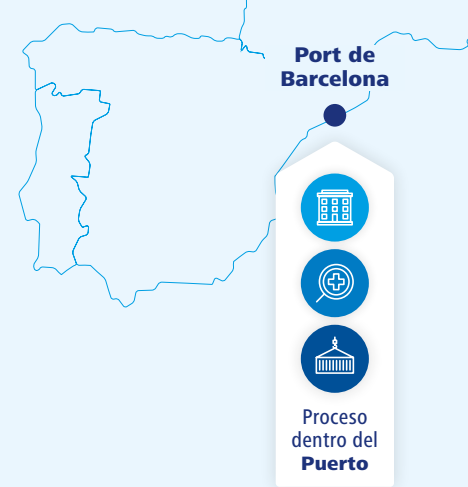 Port de
Barcelona
Proceso
dentro del
Puerto